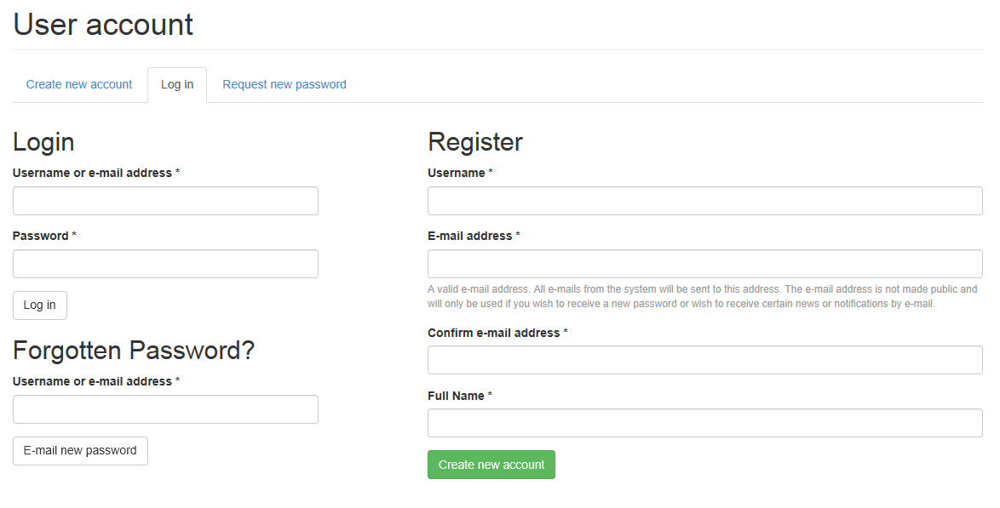 User account
Create new account
Log in
Request new password
Login
Username or e-mail address *
Password *
Log in
Forgotten Password?
Username or e-mail address *
E-mail new password
Register
Username *
E-mail address *
A valid e-mail address. All e-mails from the system will be sent to this address. The e-mail address is not made public and
will only be used if you wish to receive a new password or wish to receive certain news or notifications by e-mail.
Confirm e-mail address *
Full Name *
Create new account